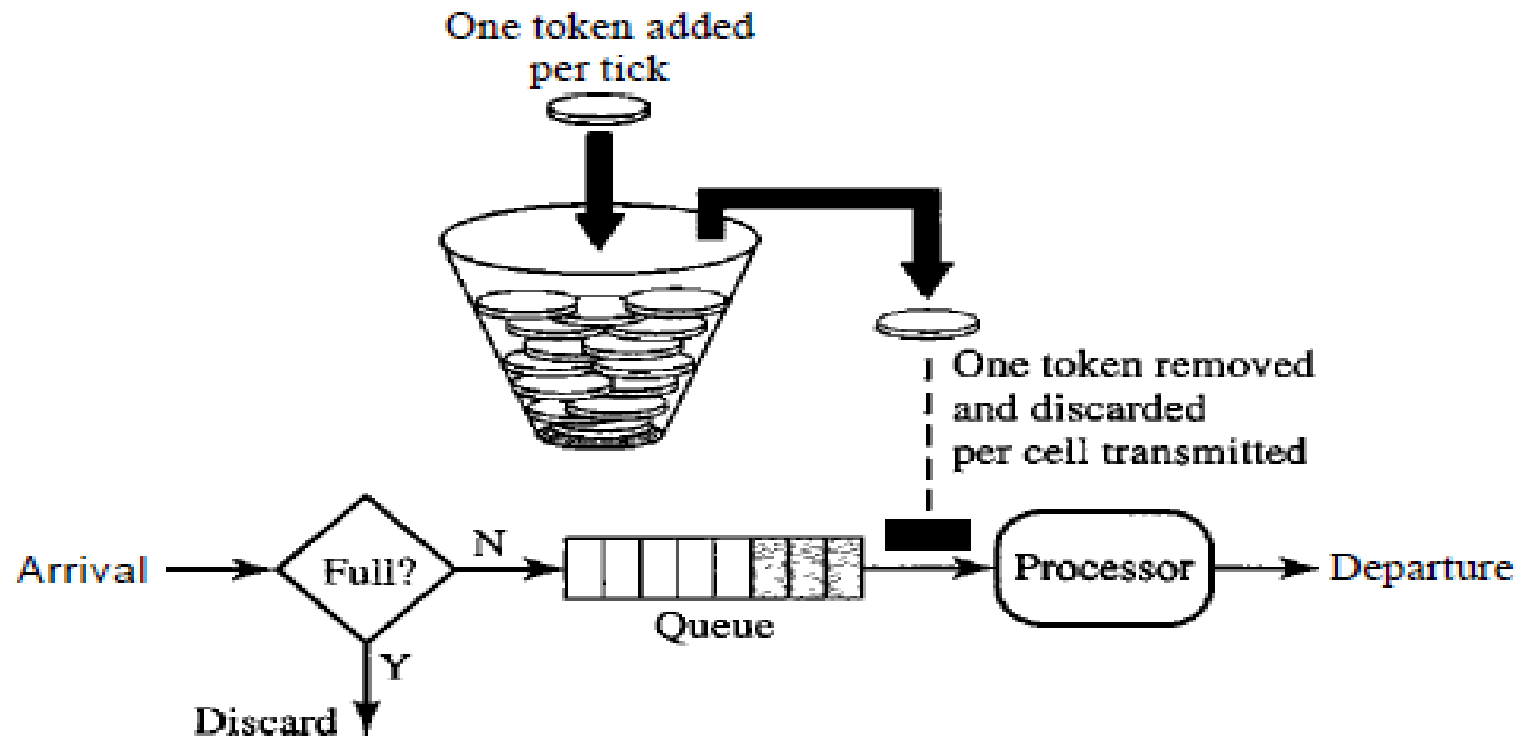 One token added
per tick
One token removed
and discarded
per cell transmitted
Arrival
Full?
N
Y
Discard
Queue
Processor
Departure